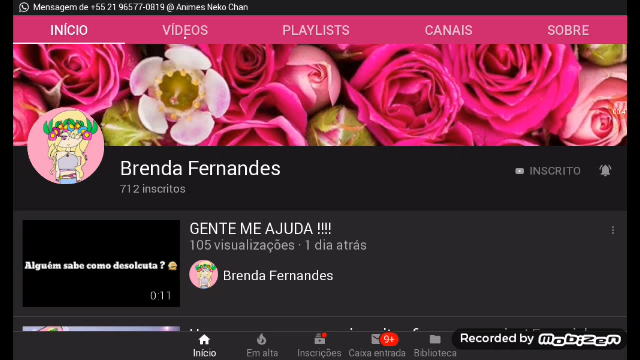 Mensagem de +55 21 96577-0819 @ Animes Neko Chan
INÍCIO VÍDEOS PLAYLISTS CANAIS SOBRE
Brenda Fernandes
712 inscritos
INSCRITO
GENTE ME AJUDA !!!!
105 visualizações · 1 dia atrás
Alguém sabe como desolcuta ?
0:11
Brenda Fernandes
9+
Início Em alta Inscrições Caixa entrada Biblioteca
Recorded by MOBIZEN